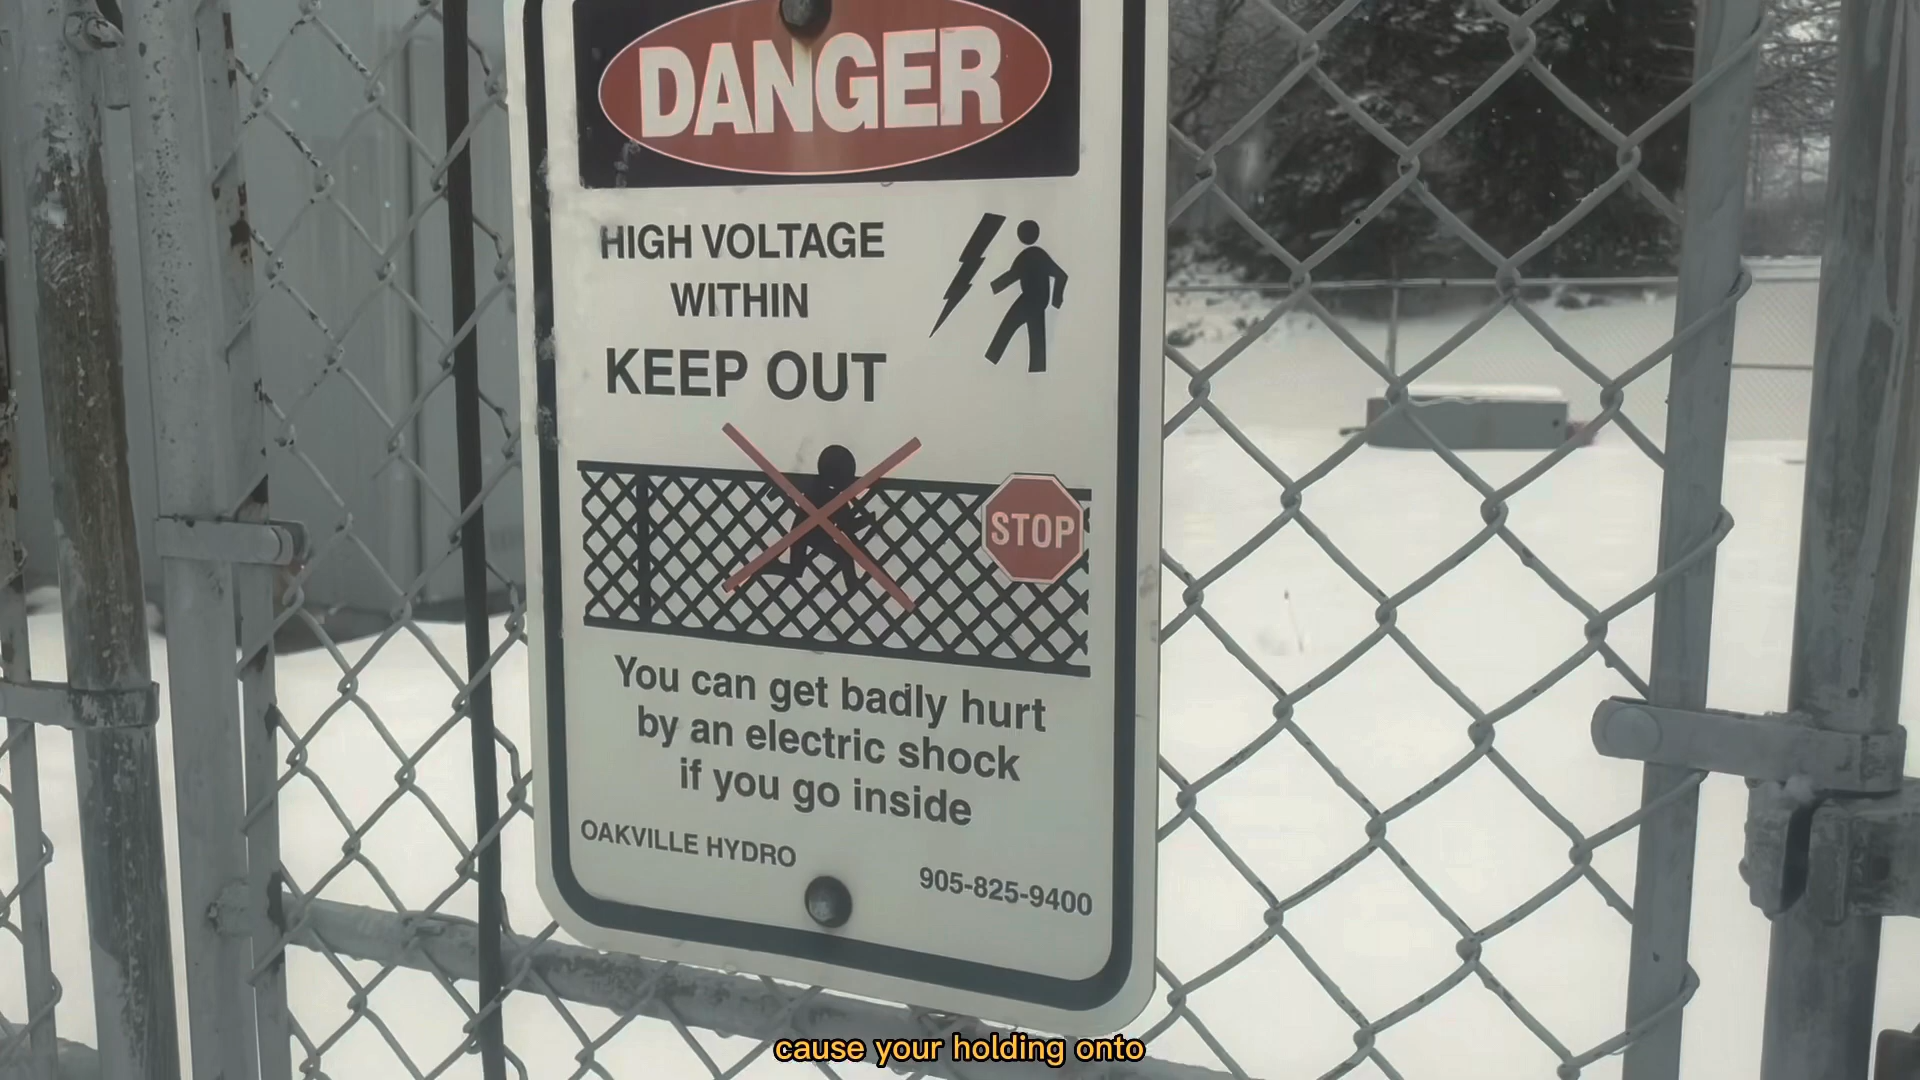 DANGER
HIGH VOLTAGE
WITHIN
KEEP OUT
STOP
You can get badly hurt
by an electric shock
if you go inside
OAKVILLE HYDRO
905-825-9400
cause your holding onto